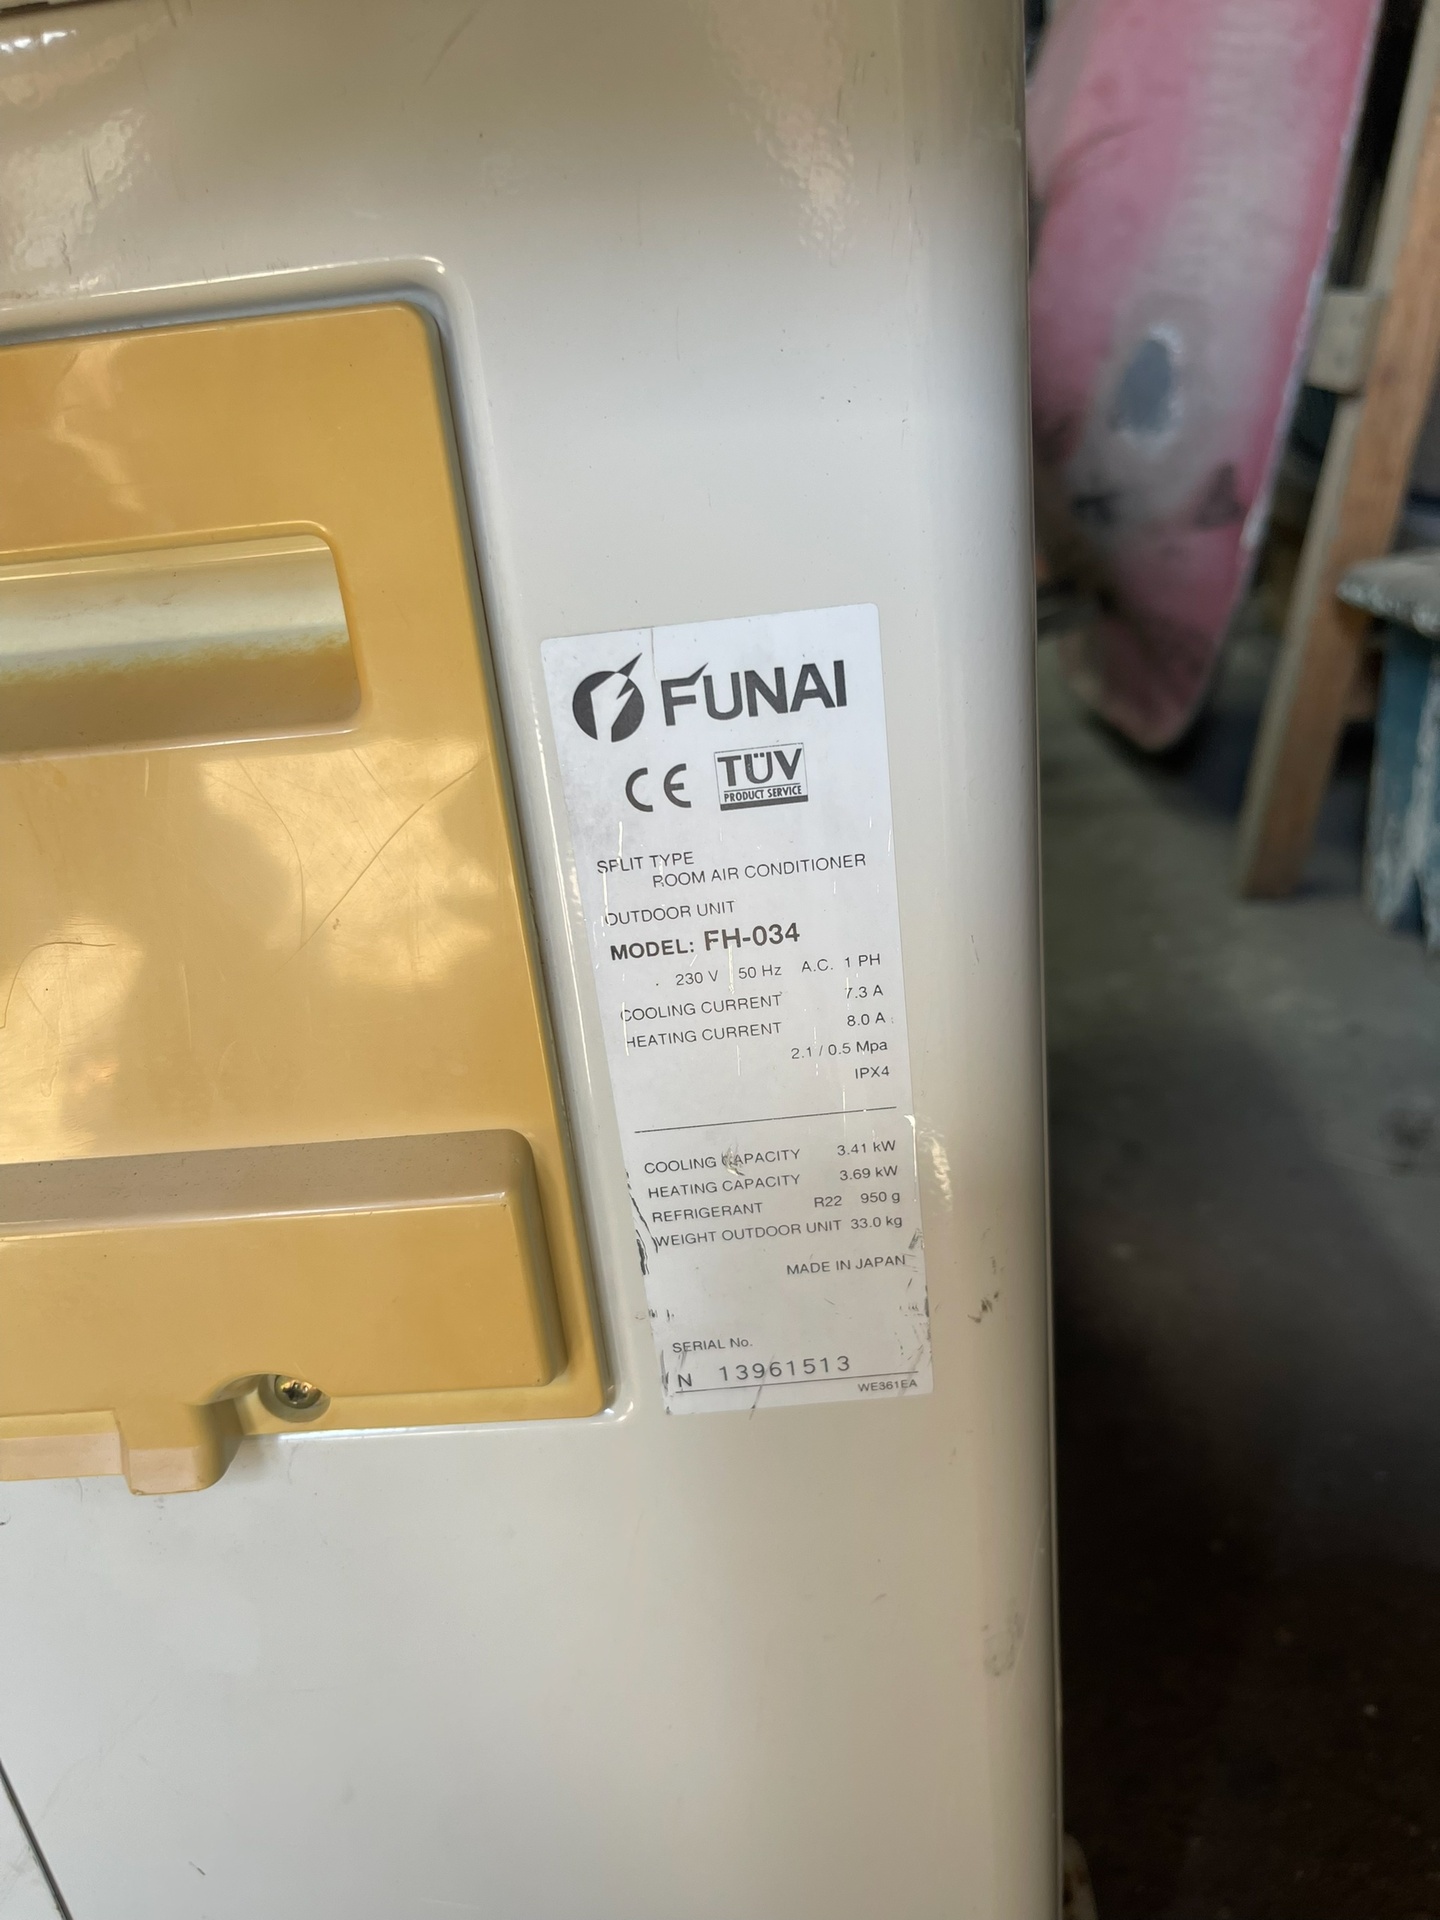 FUNAI
CE TÜV
PRODUCT SERVICE
SPLIT TYPE
ROOM AIR CONDITIONER
OUTDOOR UNIT
MODEL: FH-034
230 V 50 Hz A.C. 1 PH
COOLING CURRENT 7.3 A
HEATING CURRENT 8.0 A
2.1 / 0.5 Mpa
IPX4
COOLING CAPACITY 3.41 kW
HEATING CAPACITY 3.69 kW
REFRIGERANT R22 950 g
WEIGHT OUTDOOR UNIT 33.0 kg
MADE IN JAPAN
SERIAL No.
N 13961513
WE361EA